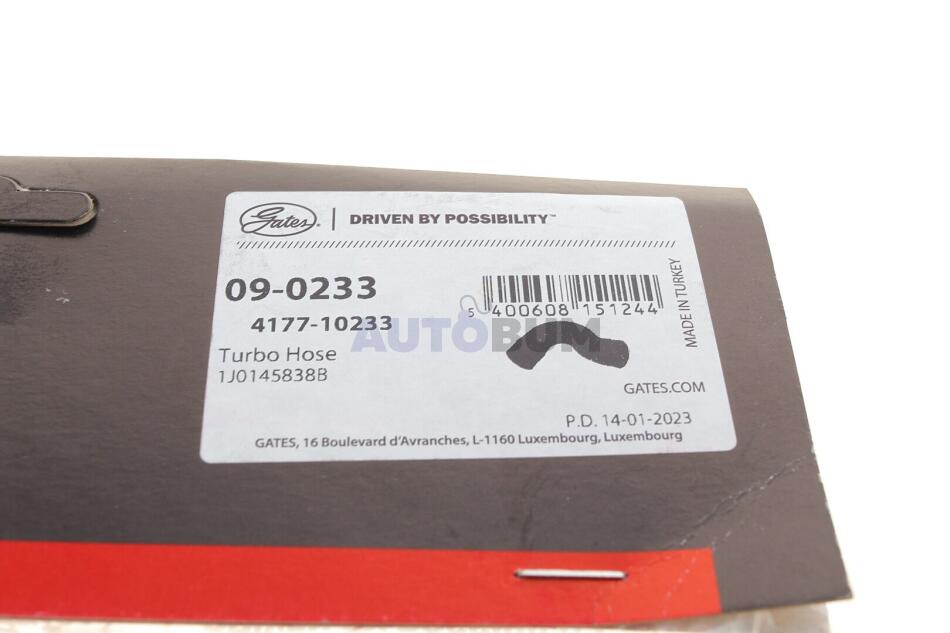 Gates. | DRIVEN BY POSSIBILITY™
09-0233
4177-10233
Turbo Hose
1J0145838B
5 400608 151244
MADE IN TURKEY
AUTOBUM
GATES.COM
P.D. 14-01-2023
GATES, 16 Boulevard d'Avranches, L-1160 Luxembourg, Luxembourg